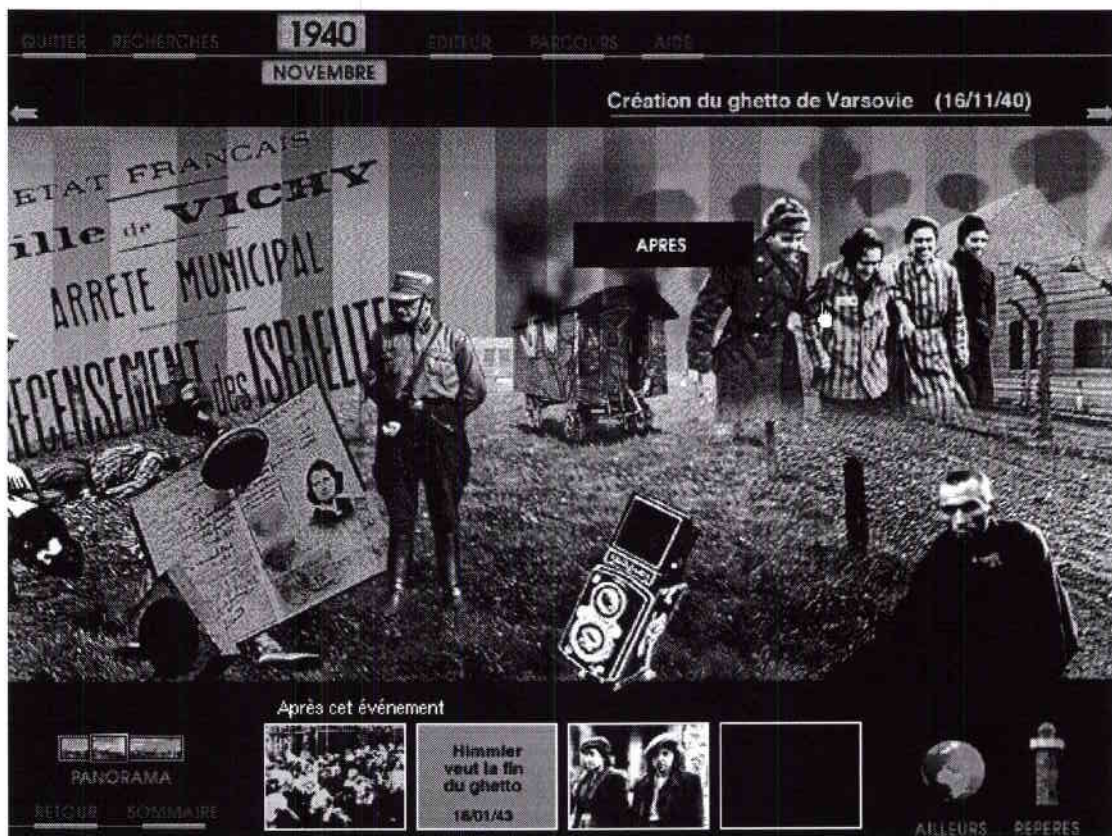 QUITTER RECHERCHES 1940 EDITEUR PARCOURS AIDE
NOVEMBRE
Création du ghetto de Varsovie (16/11/40)
ETAT FRANCAIS
ille de VICHY
ARRETE MUNICIPAL
RECENSEMENT des ISRAELITE
APRES
Après cet événement
Himmler
veut la fin
du ghetto
16/01/43
PANORAMA
RETOUR SOMMAIRE
AILLEURS REPERES